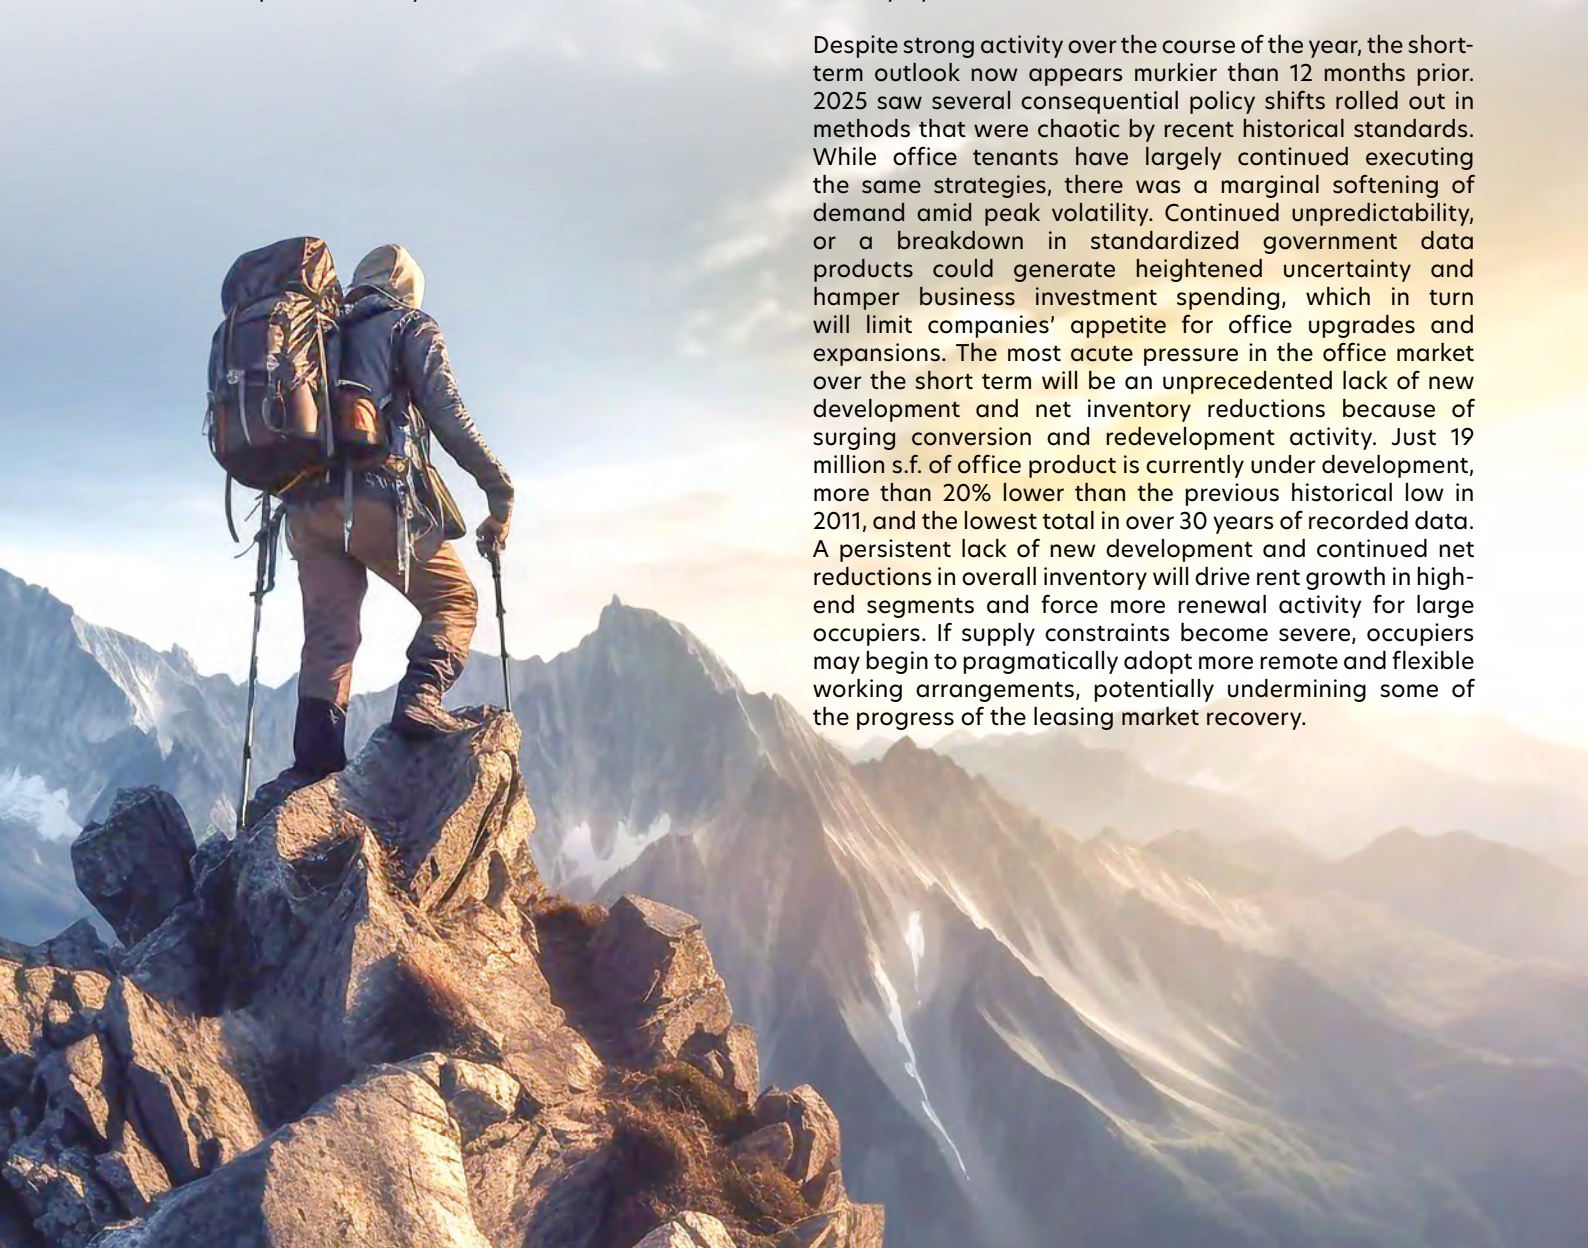 Despite strong activity over the course of the year, the short-
term outlook now appears murkier than 12 months prior.
2025 saw several consequential policy shifts rolled out in
methods that were chaotic by recent historical standards.
While office tenants have largely continued executing
the same strategies, there was a marginal softening of
demand amid peak volatility. Continued unpredictability,
or a breakdown in standardized government data
products could generate heightened uncertainty and
hamper business investment spending, which in turn
will limit companies’ appetite for office upgrades and
expansions. The most acute pressure in the office market
over the short term will be an unprecedented lack of new
development and net inventory reductions because of
surging conversion and redevelopment activity. Just 19
million s.f. of office product is currently under development,
more than 20% lower than the previous historical low in
2011, and the lowest total in over 30 years of recorded data.
A persistent lack of new development and continued net
reductions in overall inventory will drive rent growth in high-
end segments and force more renewal activity for large
occupiers. If supply constraints become severe, occupiers
may begin to pragmatically adopt more remote and flexible
working arrangements, potentially undermining some of
the progress of the leasing market recovery.